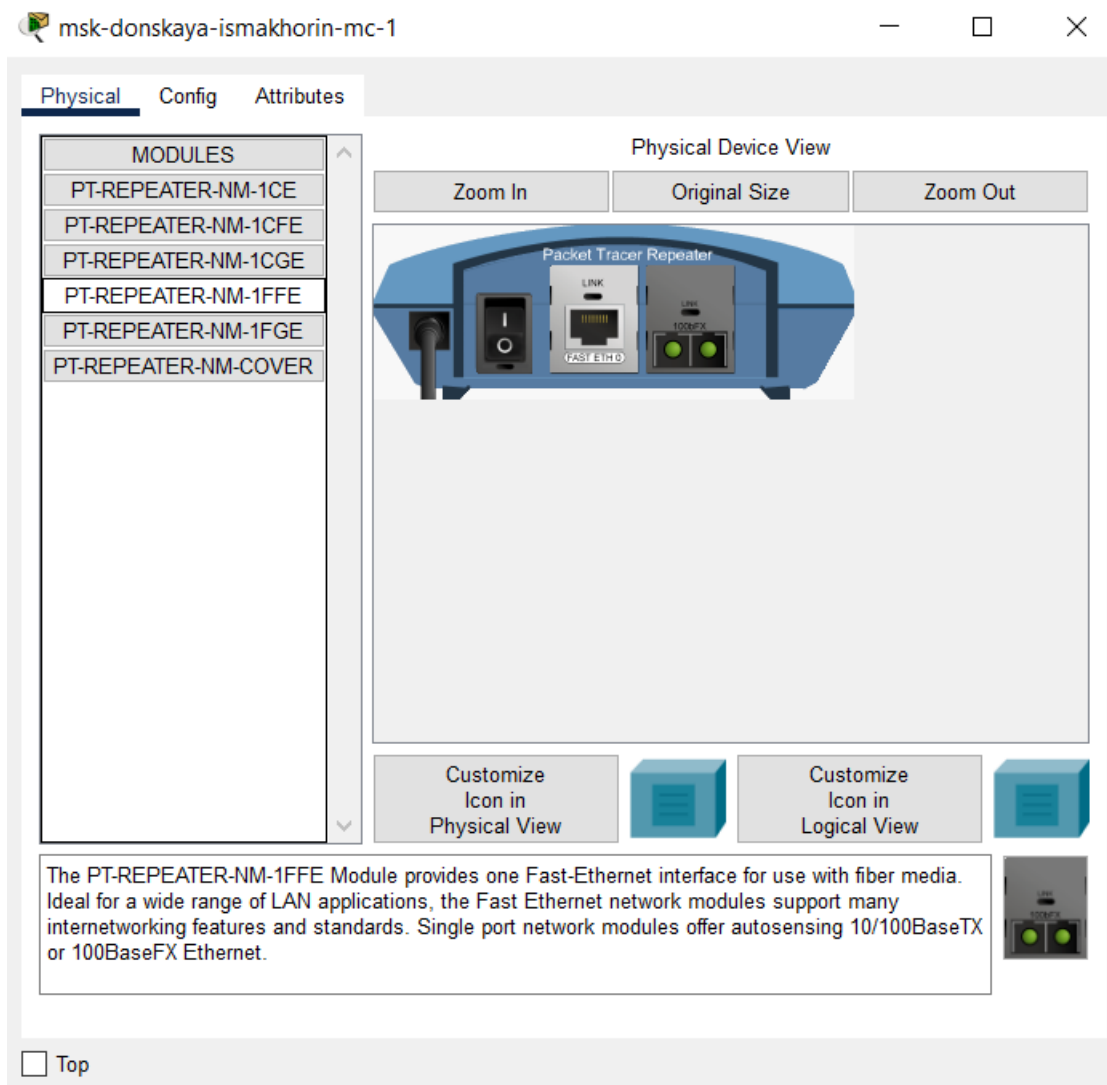 msk-donskaya-ismakhorin-mc-1
Physical Config Attributes
MODULES
PT-REPEATER-NM-1CE
PT-REPEATER-NM-1CFE
PT-REPEATER-NM-1CGE
PT-REPEATER-NM-1FFE
PT-REPEATER-NM-1FGE
PT-REPEATER-NM-COVER
Physical Device View
Zoom In Original Size Zoom Out
Packet Tracer Repeater
LINK
FAST ETH 0
LINK
100bFX
Customize
Icon in
Physical View
Customize
Icon in
Logical View
The PT-REPEATER-NM-1FFE Module provides one Fast-Ethernet interface for use with fiber media.
Ideal for a wide range of LAN applications, the Fast Ethernet network modules support many
internetworking features and standards. Single port network modules offer autosensing 10/100BaseTX
or 100BaseFX Ethernet.
LINK
100bFX
Top